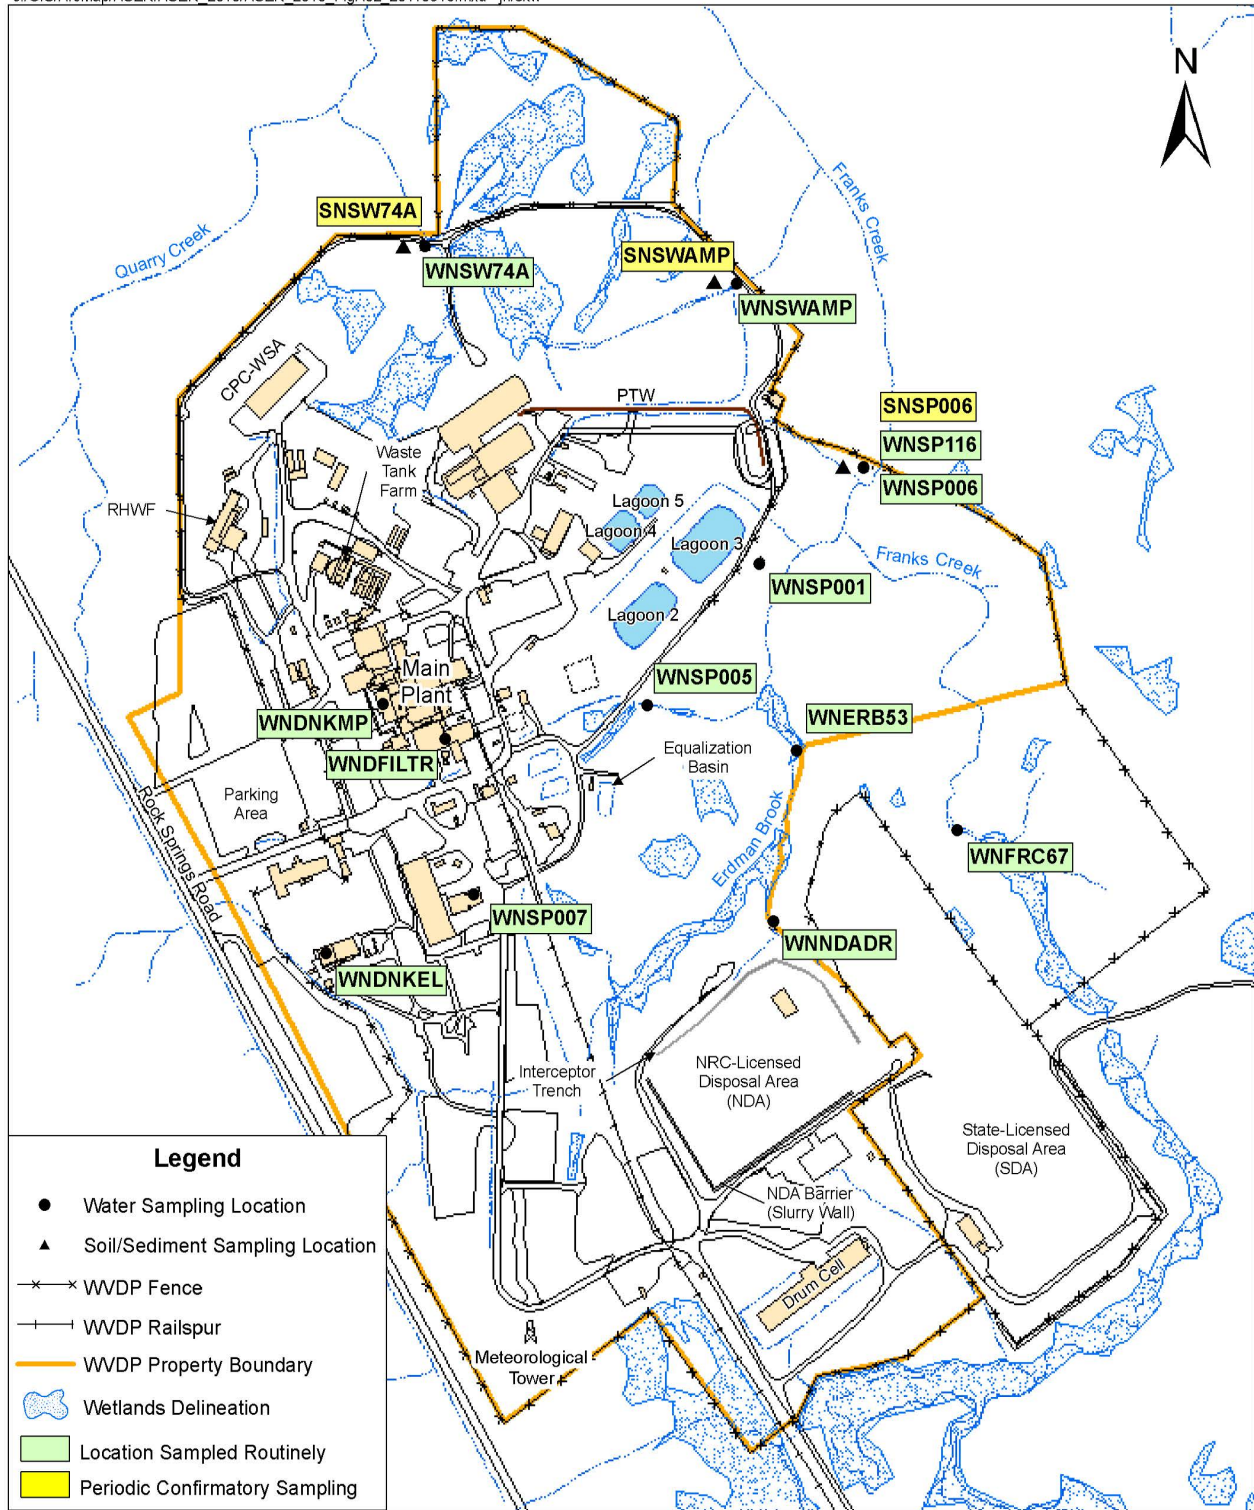 N
Franks Creek
SNSW74A
Quarry Creek
WNSW74A
SNSWAMP
WNSWAMP
CPC-WSA
PTW
SNSP006
WNSP116
WNSP006
Waste
Tank
Farm
RHWF
Lagoon 5
Lagoon 4
Lagoon 3
Franks Creek
WNSP001
Lagoon 2
Main
Plant
WNSP005
WNDNKMP
WNERB53
WNDFILTR
Equalization
Basin
Parking
Area
Rock Springs Road
Erdman Brook
WNFRC67
WNSP007
WNNDADR
WNDNKEL
Interceptor
Trench
NRC-Licensed
Disposal Area
(NDA)
State-Licensed
Disposal Area
(SDA)
NDA Barrier
(Slurry Wall)
Drum Cell
Meteorological
Tower
Legend
Water Sampling Location
Soil/Sediment Sampling Location
WVDP Fence
WVDP Railspur
WVDP Property Boundary
Wetlands Delineation
Location Sampled Routinely
Periodic Confirmatory Sampling